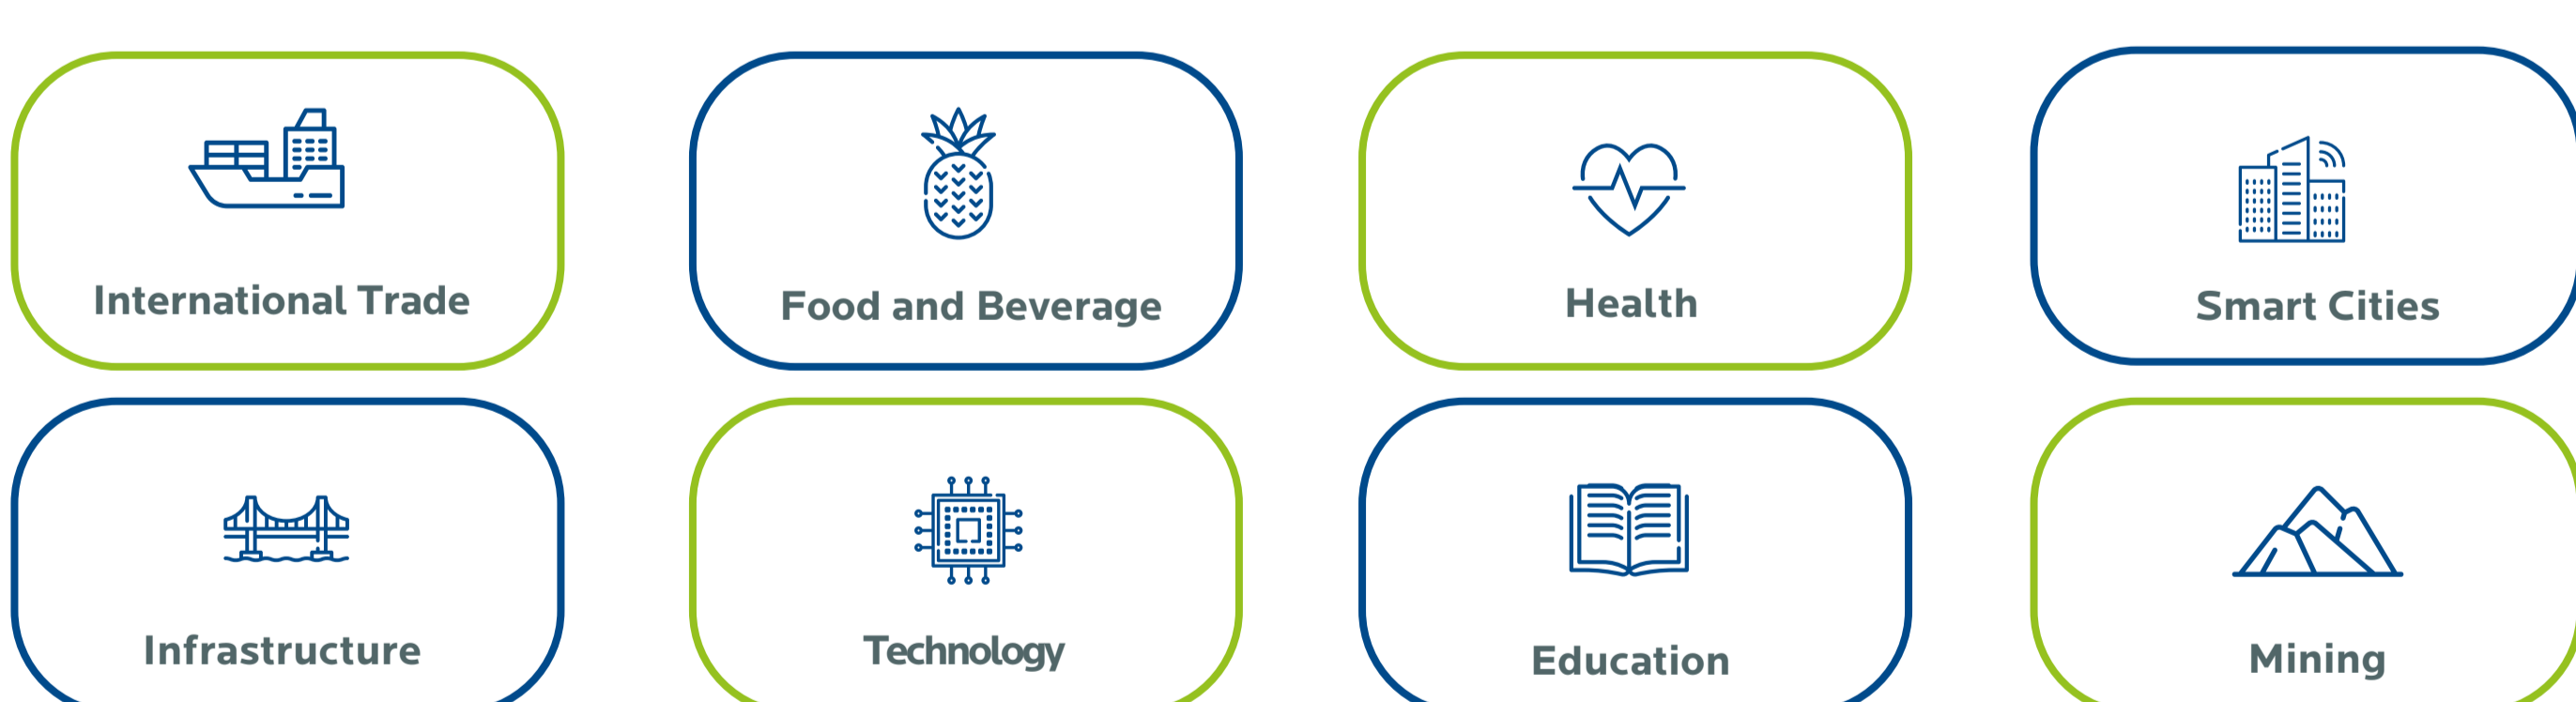 International Trade
Food and Beverage
Health
Smart Cities
Infrastructure
Technology
Education
Mining